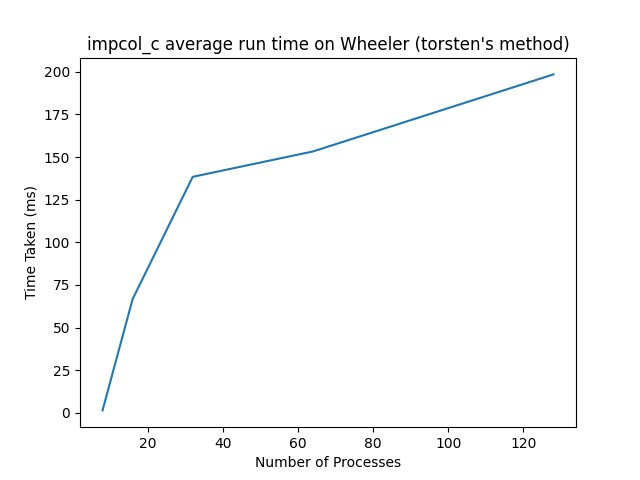 impcol_c average run time on Wheeler (torsten's method)
200
175
150
125
100
75
50
25
0
Time Taken (ms)
20 40 60 80 100 120
Number of Processes